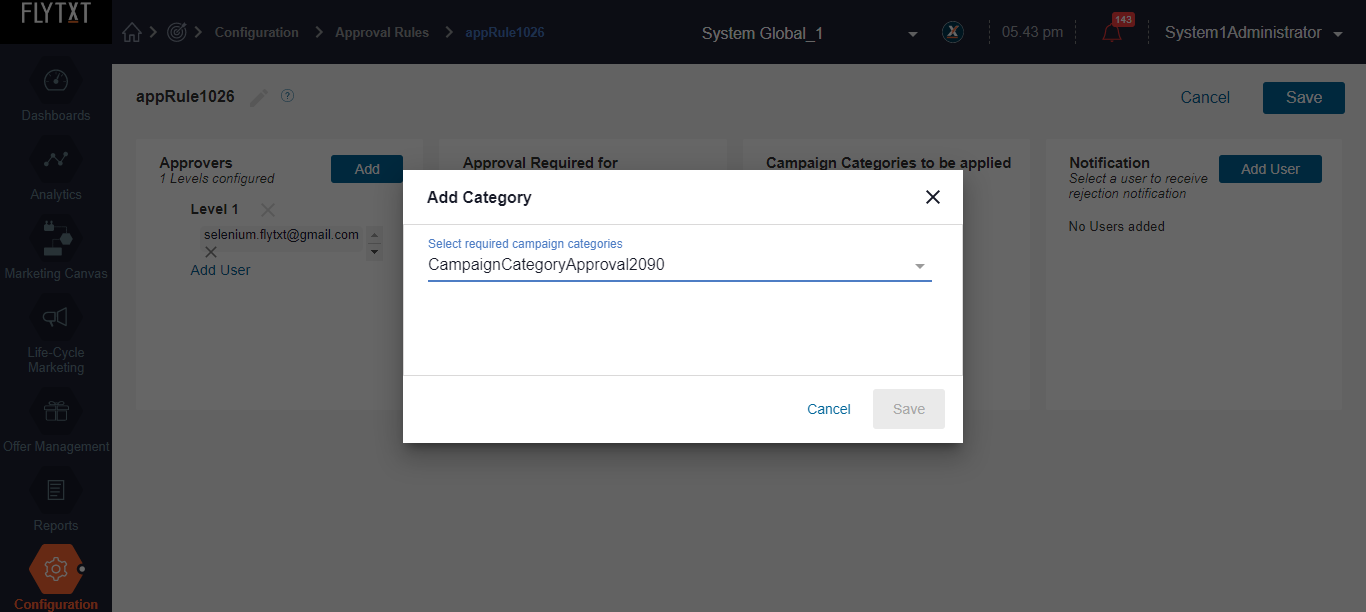 FLYTXT
Configuration
Approval Rules
appRule1026
System Global_1
05.43 pm
143
System1Administrator
Dashboards
Analytics
Marketing Canvas
Life-Cycle
Marketing
Offer Management
Reports
Configuration
appRule1026
?
Cancel
Save
Approvers
1 Levels configured
Add
Level 1
selenium.flytxt@gmail.com
Add User
Approval Required for
Campaign Categories to be applied
Notification
Select a user to receive
rejection notification
Add User
No Users added
Add Category
Select required campaign categories
CampaignCategoryApproval2090
Cancel
Save